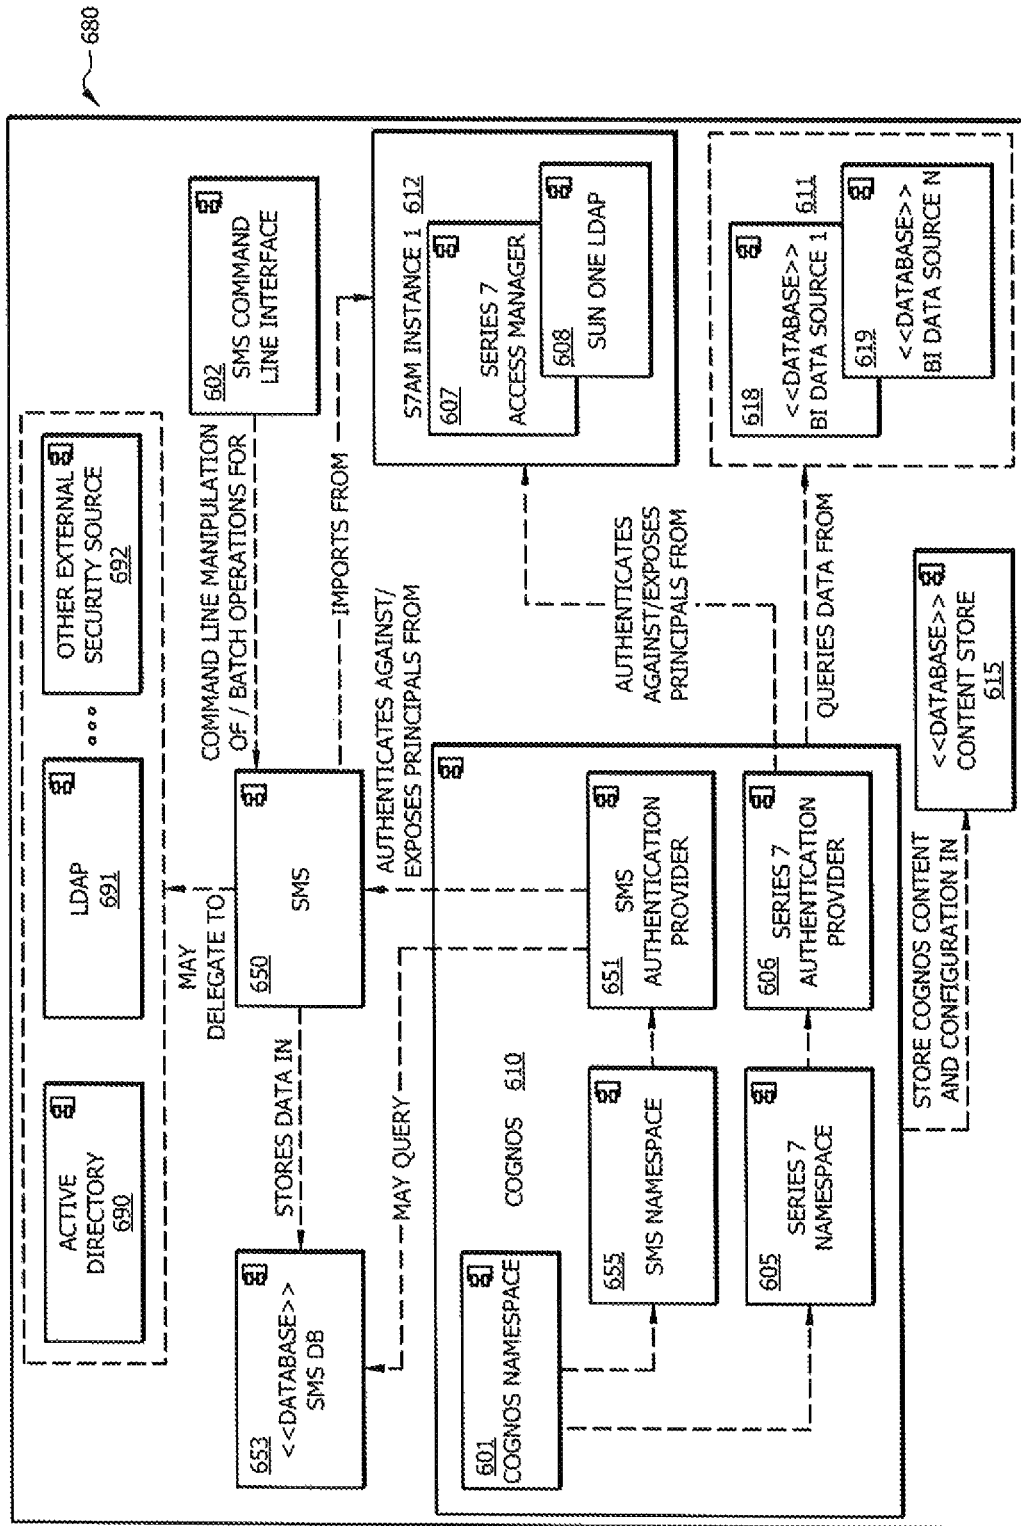 680
ACTIVE
DIRECTORY
690
LDAP
691
OTHER EXTERNAL
SECURITY SOURCE
692
MAY
DELEGATE TO
COMMAND LINE MANIPULATION
OF / BATCH OPERATIONS FOR
602
SMS COMMAND
LINE INTERFACE
653
<<DATABASE>>
SMS DB
STORES DATA IN
650
SMS
IMPORTS FROM
MAY QUERY
AUTHENTICATES AGAINST/
EXPOSES PRINCIPALS FROM
S7AM INSTANCE 1 612
607
SERIES 7
ACCESS MANAGER
608
SUN ONE LDAP
COGNOS 610
601
COGNOS NAMESPACE
655
SMS NAMESPACE
651
SMS
AUTHENTICATION
PROVIDER
605
SERIES 7
NAMESPACE
606
SERIES 7
AUTHENTICATION
PROVIDER
AUTHENTICATES
AGAINST/EXPOSES
PRINCIPALS FROM
QUERIES DATA FROM
611
618
<<DATABASE>>
BI DATA SOURCE 1
619
<<DATABASE>>
BI DATA SOURCE N
STORE COGNOS CONTENT
AND CONFIGURATION IN
<<DATABASE>>
CONTENT STORE
615